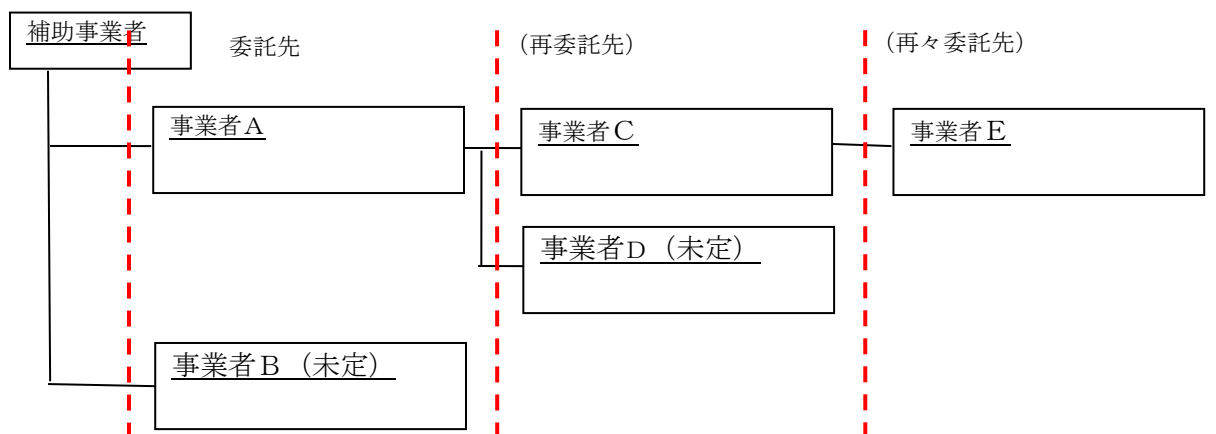 補助事業者
委託先
（再委託先）
（再々委託先）
事業者Ａ
事業者Ｃ
事業者Ｅ
事業者D（未定）
事業者Ｂ（未定）